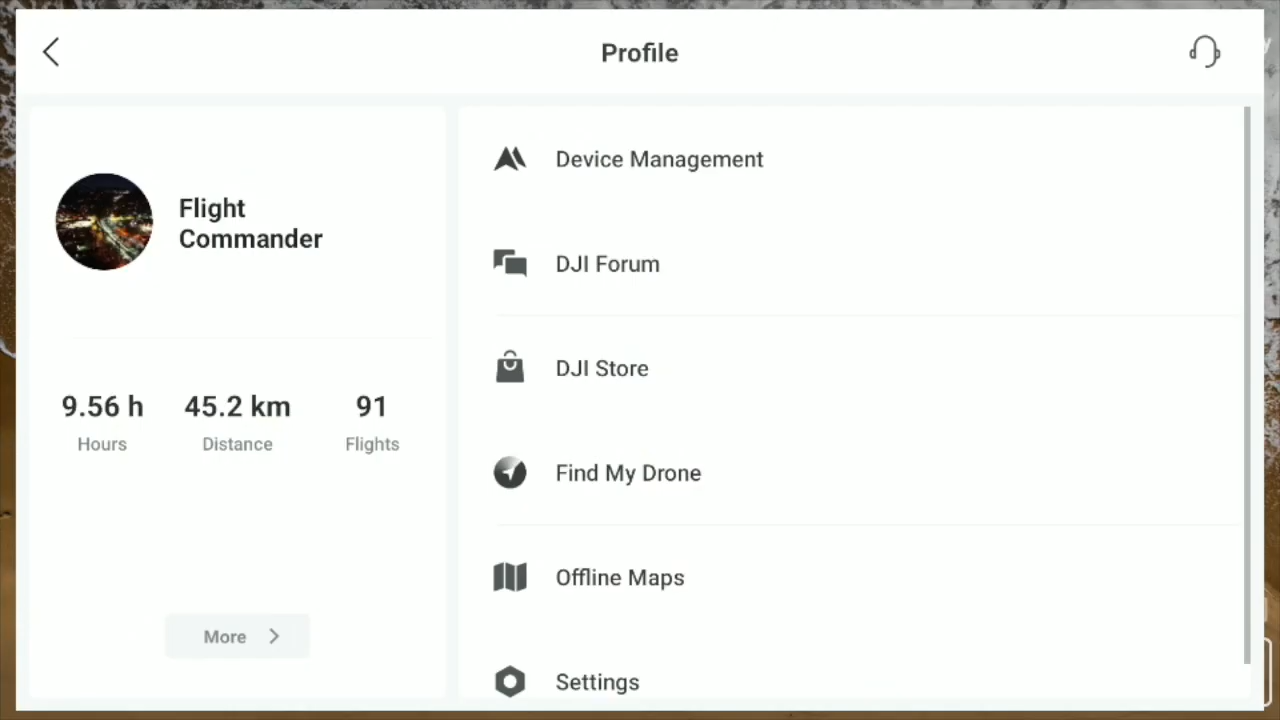 Profile
Flight
Commander
9.56 h 45.2 km 91
Hours Distance Flights
More
Device Management
DJI Forum
DJI Store
Find My Drone
Offline Maps
Settings